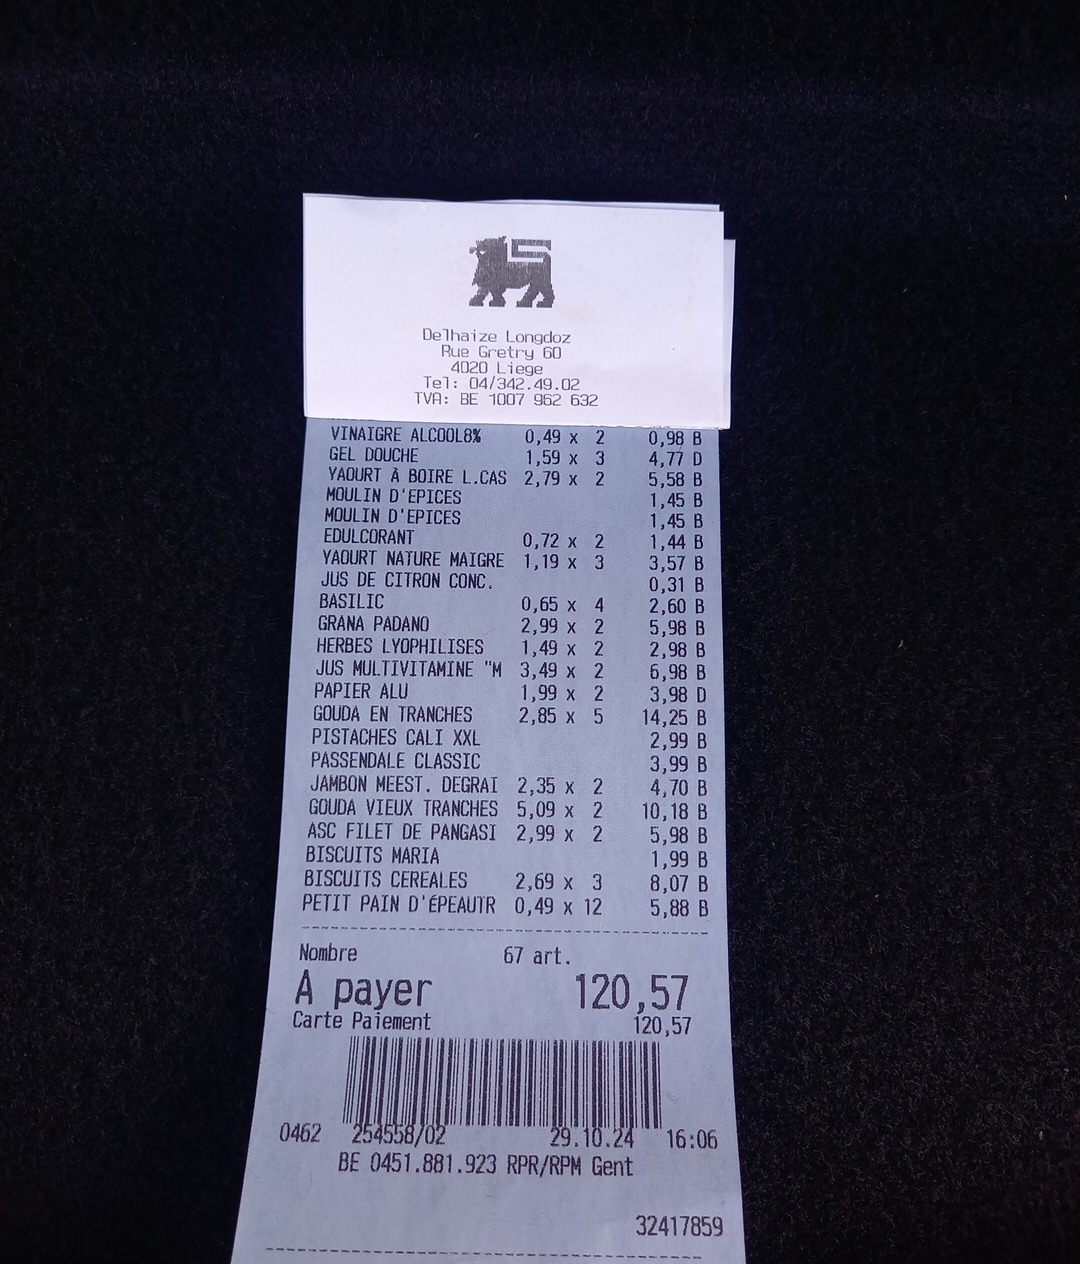 Delhaize Longdoz
Rue Gretry 60
4020 Liege
Tel: 04/342.49.02
TVA: BE 1007 962 632
VINAIGRE ALCOOL8% 0,49 x 2 0,98 B
GEL DOUCHE 1,59 x 3 4,77 D
YAOURT À BOIRE L.CAS 2,79 x 2 5,58 B
MOULIN D'EPICES 1,45 B
MOULIN D'EPICES 1,45 B
EDULCORANT 0,72 x 2 1,44 B
YAOURT NATURE MAIGRE 1,19 x 3 3,57 B
JUS DE CITRON CONC. 0,31 B
BASILIC 0,65 x 4 2,60 B
GRANA PADANO 2,99 x 2 5,98 B
HERBES LYOPHILISES 1,49 x 2 2,98 B
JUS MULTIVITAMINE "M 3,49 x 2 6,98 B
PAPIER ALU 1,99 x 2 3,98 D
GOUDA EN TRANCHES 2,85 x 5 14,25 B
PISTACHES CALI XXL 2,99 B
PASSENDALE CLASSIC 3,99 B
JAMBON MEEST. DEGRAI 2,35 x 2 4,70 B
GOUDA VIEUX TRANCHES 5,09 x 2 10,18 B
ASC FILET DE PANGASI 2,99 x 2 5,98 B
BISCUITS MARIA 1,99 B
BISCUITS CEREALES 2,69 x 3 8,07 B
PETIT PAIN D'ÉPEAUTR 0,49 x 12 5,88 B
Nombre 67 art.
A payer 120,57
Carte Paiement 120,57
0462 254558/02 29.10.24 16:06
BE 0451.881.923 RPR/RPM Gent
32417859